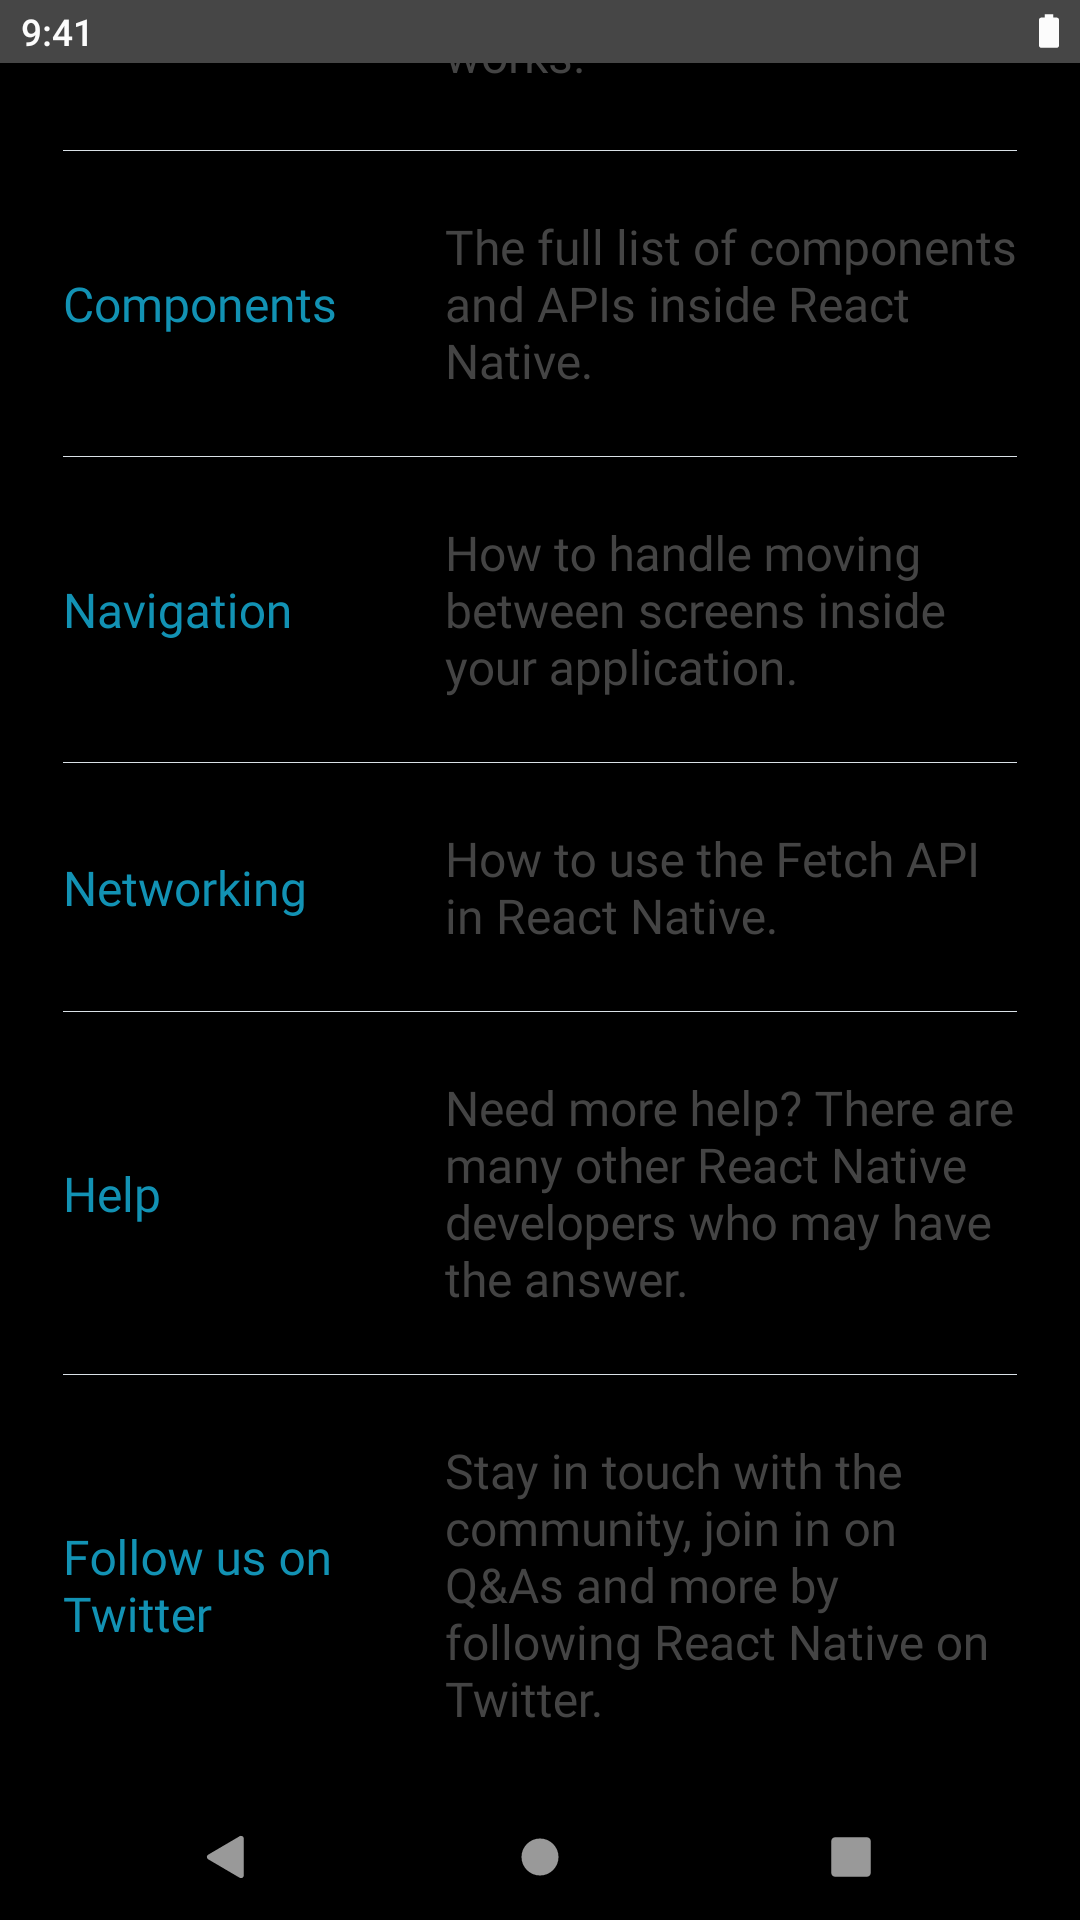 9:41
works.
Components
The full list of components
and APIs inside React
Native.
Navigation
How to handle moving
between screens inside
your application.
Networking
How to use the Fetch API
in React Native.
Help
Need more help? There are
many other React Native
developers who may have
the answer.
Follow us on
Twitter
Stay in touch with the
community, join in on
Q&As and more by
following React Native on
Twitter.